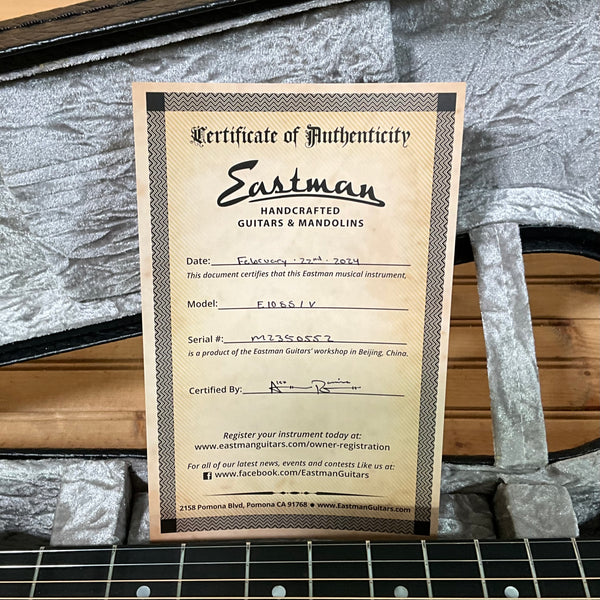 Certificate of Authenticity
Eastman
HANDCRAFTED
GUITARS & MANDOLINS
Date: February . 22nd . 2024
This document certifies that this Eastman musical instrument,
Model: E10SS/V
Serial #: M2350552
is a product of the Eastman Guitars' workshop in Beijing, China.
Certified By:
Register your instrument today at:
www.eastmanguitars.com/owner-registration
For all of our latest news, events and contests Like us at:
f www.facebook.com/EastmanGuitars
2158 Pomona Blvd, Pomona CA 91768 ● www.EastmanGuitars.com